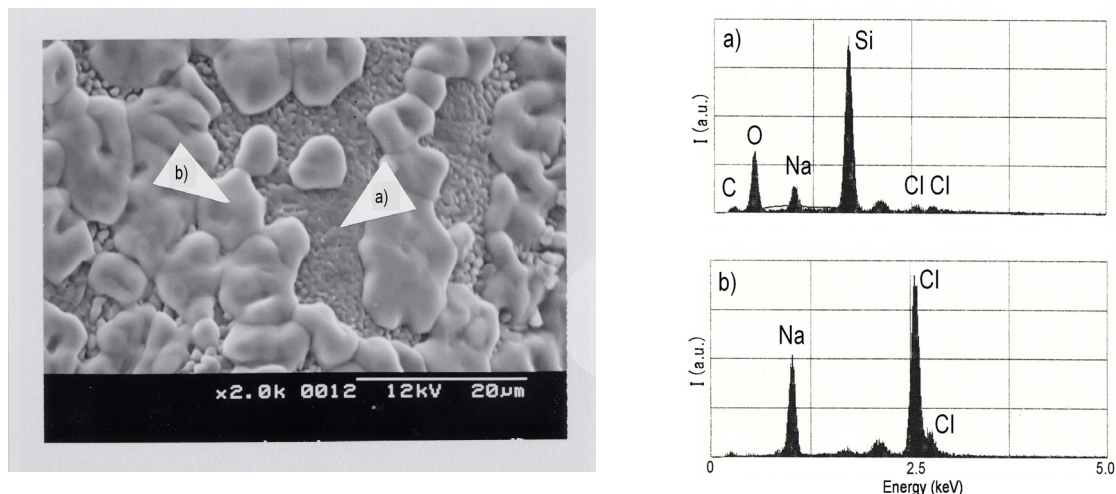 b)
a)
x2.0k 0012 12kV 20µm
a)
Si
I (a.u.)
O
Na
C
Cl Cl
b)
Cl
Na
I (a.u.)
Cl
0 2.5 5.0
Energy (keV)